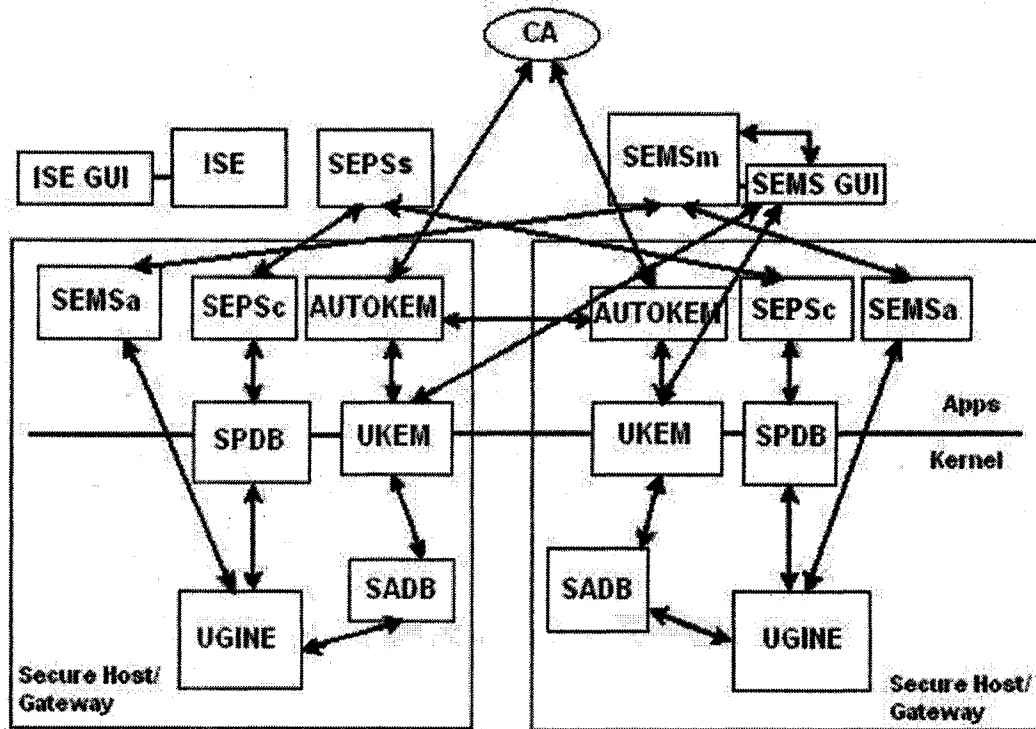 CA
ISE GUI
ISE
SEPSs
SEMSm
SEMS GUI
SEMSa
SEPSc
AUTOKEM
AUTOKEM
SEPSc
SEMSa
SPDB
UKEM
UKEM
SPDB
Apps
Kernel
SADB
SADB
UGINE
UGINE
Secure Host/
Gateway
Secure Host/
Gateway